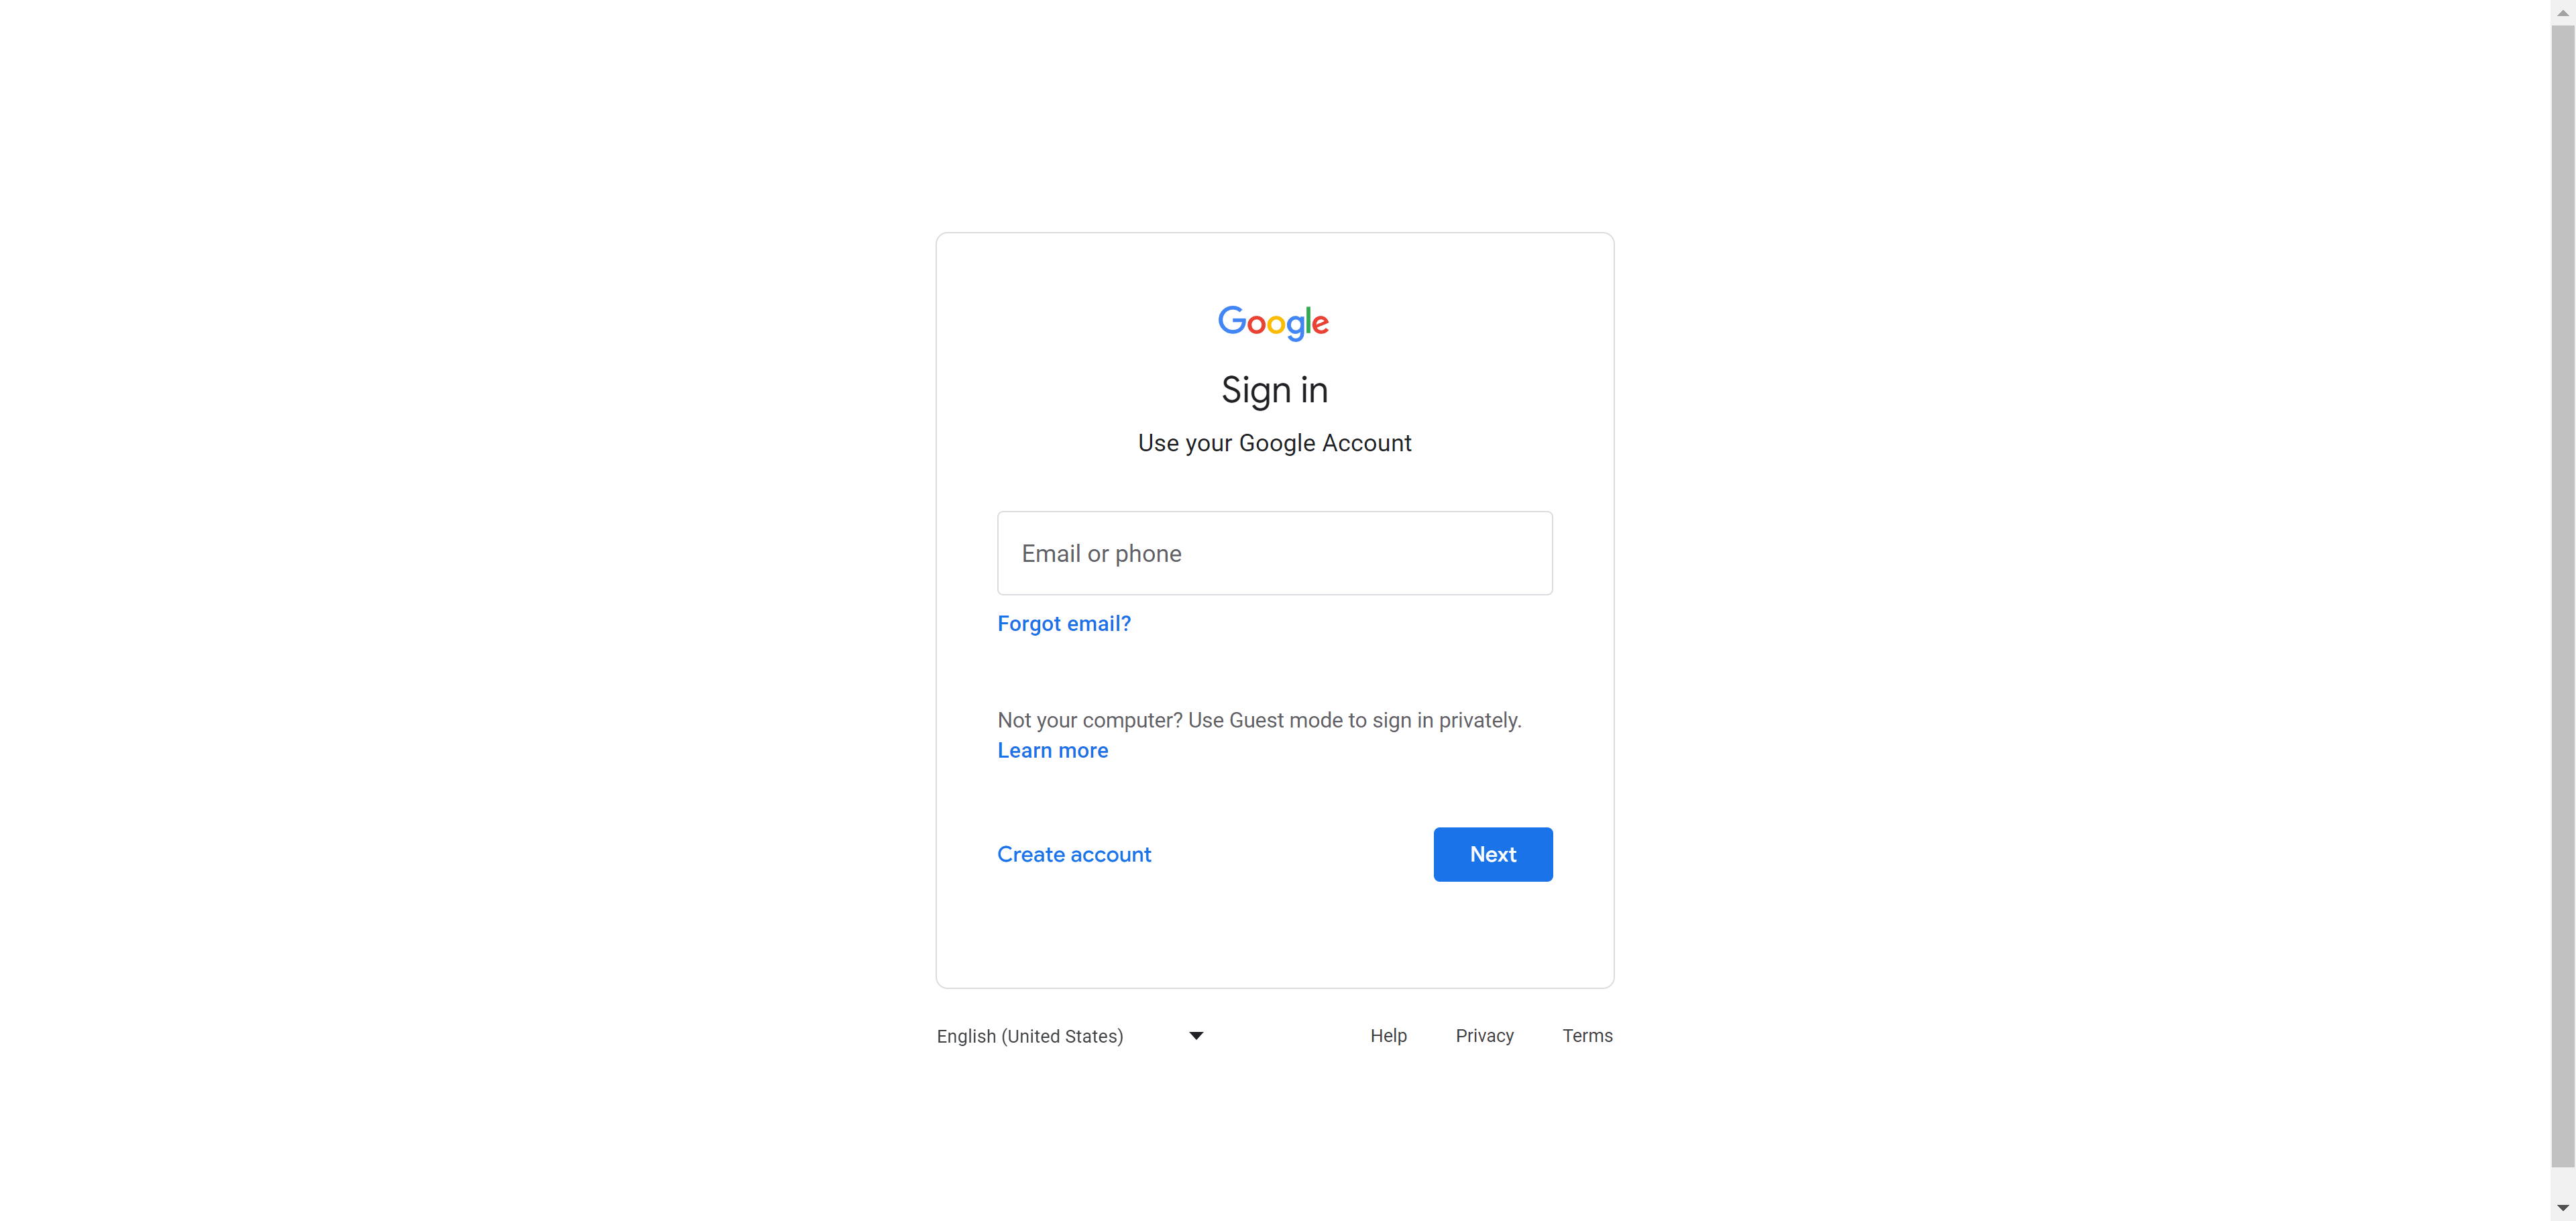 Google
Sign in
Use your Google Account
Email or phone
Forgot email?
Not your computer? Use Guest mode to sign in privately.
Learn more
Create account
Next
English (United States)
Help
Privacy
Terms